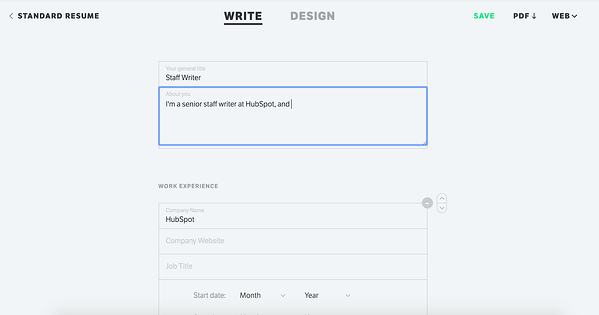 STANDARD RESUME
WRITE
DESIGN
SAVE
PDF
WEB
Your general title
Staff Writer
About you
I'm a senior staff writer at HubSpot, and
WORK EXPERIENCE
Company Name
HubSpot
Company Website
Job Title
Start date: Month Year